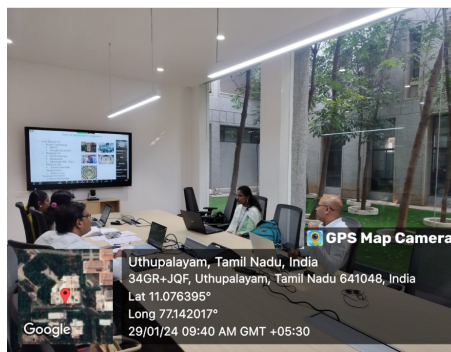 GPS Map Camera
Uthupalayam, Tamil Nadu, India
34GR+JQF, Uthupalayam, Tamil Nadu 641048, India
Lat 11.076395°
Long 77.142017°
29/01/24 09:40 AM GMT +05:30
Google